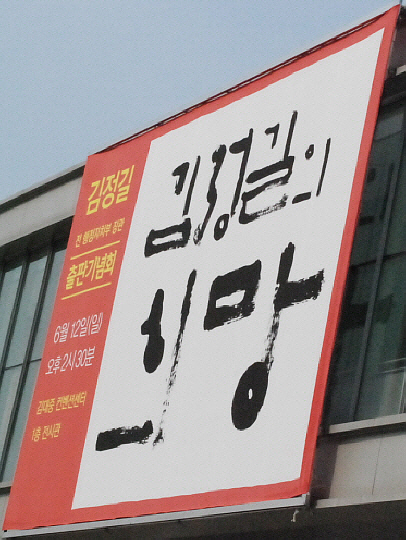 김정길
전 행정자치부 장관
출판기념회
6월 12일(일)
오후 2시 30분
김대중 컨벤션센터
1층 전시관
김정길의
희망